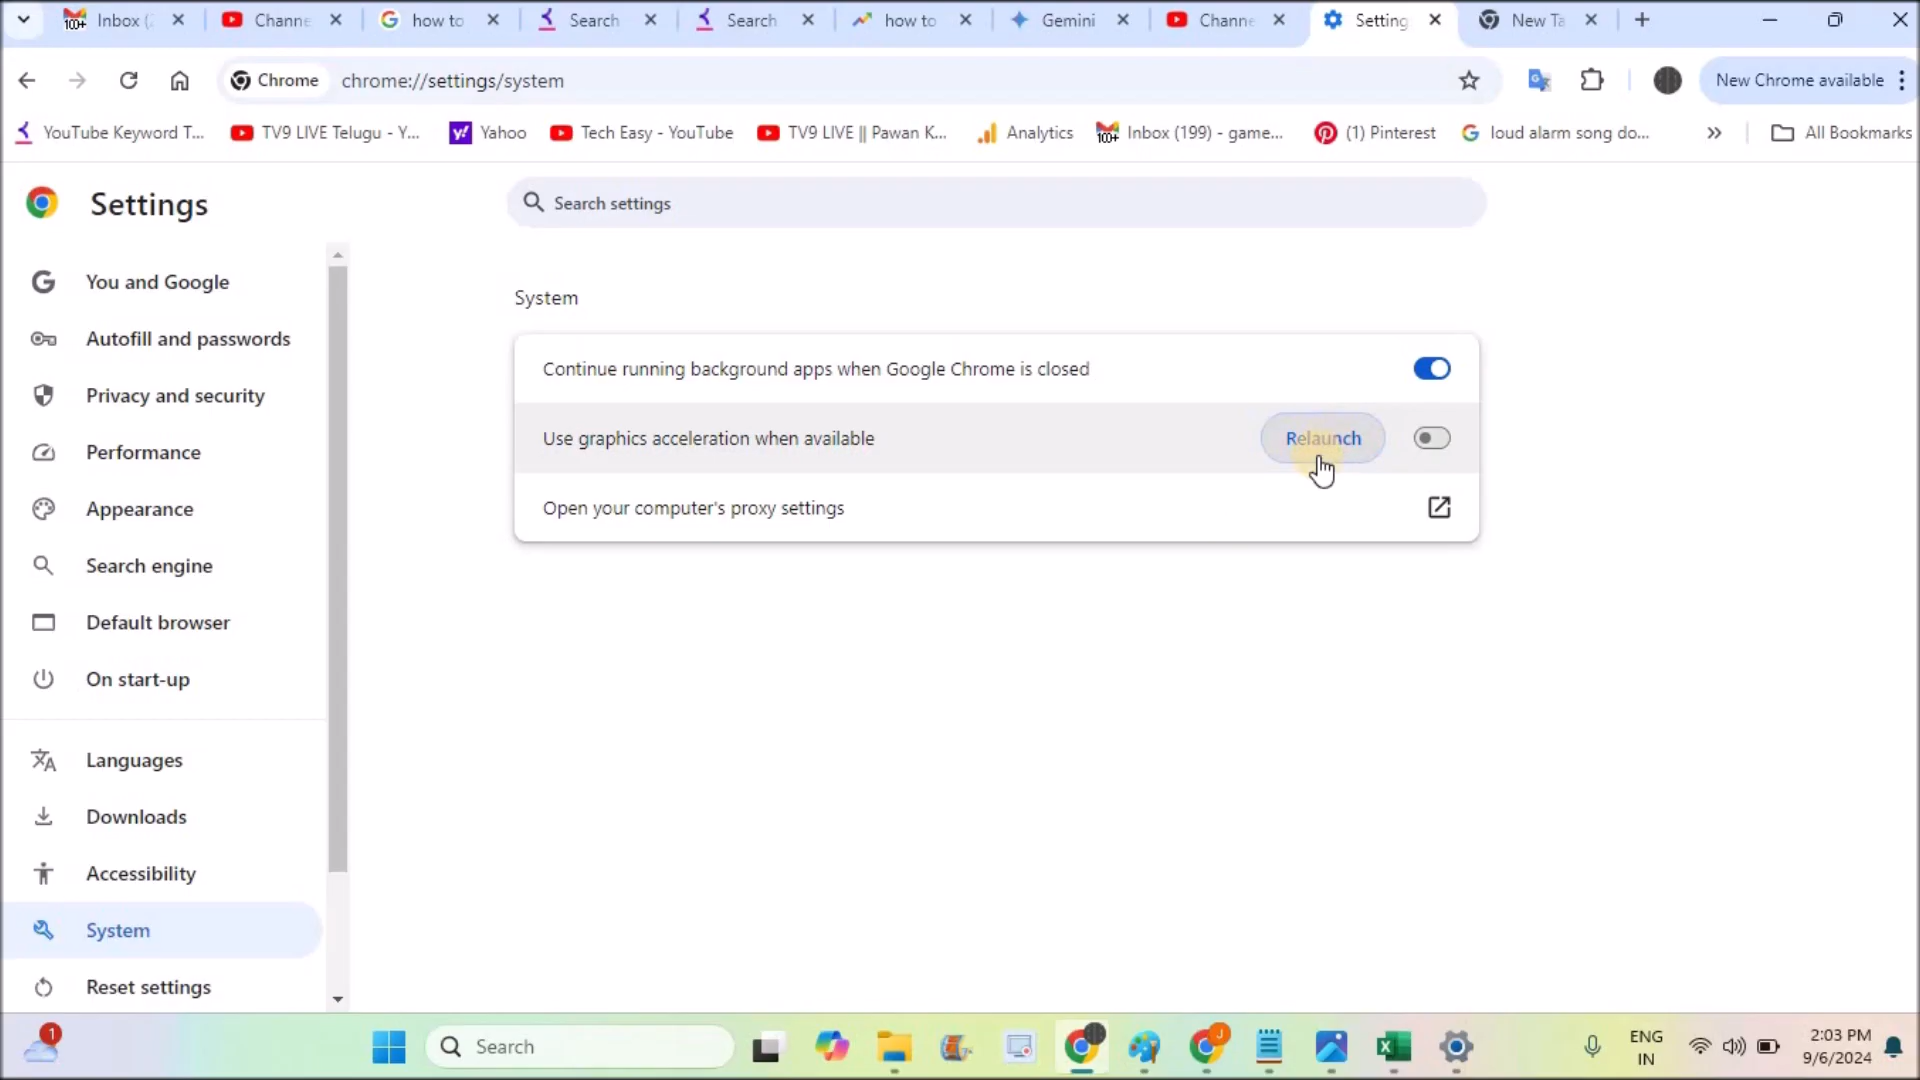 Inbox (2
Channe
how to
Search
Search
how to
Gemini
Channe
Setting
New Ta
Chrome
chrome://settings/system
New Chrome available
YouTube Keyword T...
TV9 LIVE Telugu - Y...
Yahoo
Tech Easy - YouTube
TV9 LIVE || Pawan K...
Analytics
Inbox (199) - game...
(1) Pinterest
loud alarm song do...
All Bookmarks
Settings
Search settings
You and Google
Autofill and passwords
Privacy and security
Performance
Appearance
Search engine
Default browser
On start-up
Languages
Downloads
Accessibility
System
Reset settings
System
Continue running background apps when Google Chrome is closed
Use graphics acceleration when available
Relaunch
Open your computer's proxy settings
1
Search
J
ENG
IN
2:03 PM
9/6/2024